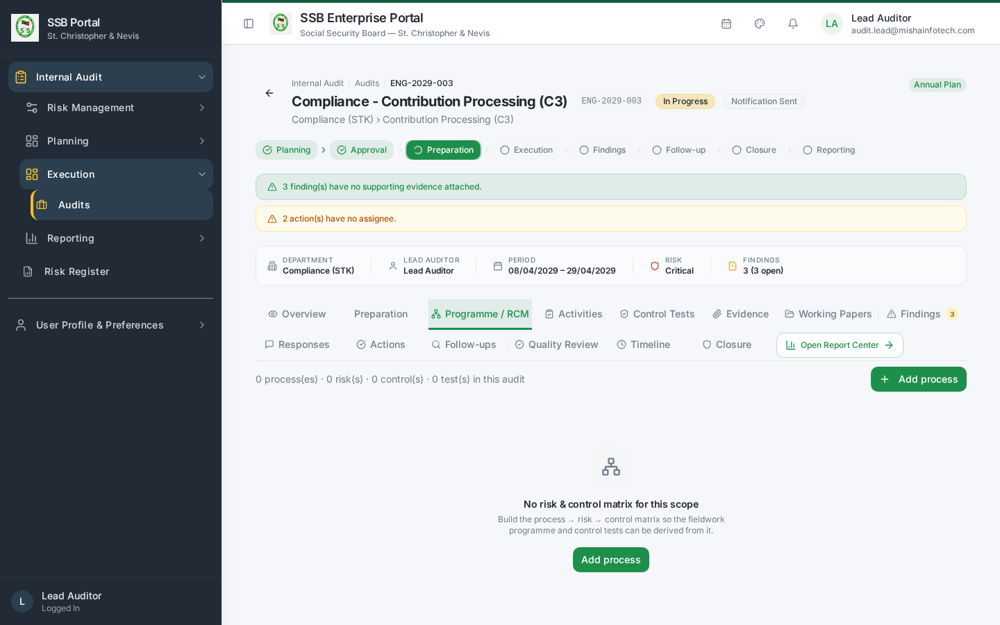 SSB Portal
St. Christopher & Nevis
Internal Audit
Risk Management
Planning
Execution
Audits
Reporting
Risk Register
User Profile & Preferences
L
Lead Auditor
Logged In
SSB Enterprise Portal
Social Security Board — St. Christopher & Nevis
LA
Lead Auditor
audit.lead@mishainfotech.com
Internal Audit / Audits / ENG-2029-003
Annual Plan
Compliance - Contribution Processing (C3) ENG-2029-003 In Progress Notification Sent
Compliance (STK) › Contribution Processing (C3)
Planning Approval Preparation Execution Findings Follow-up Closure Reporting
3 finding(s) have no supporting evidence attached.
2 action(s) have no assignee.
DEPARTMENT LEAD AUDITOR PERIOD RISK FINDINGS
Compliance (STK) Lead Auditor 08/04/2029 – 29/04/2029 Critical 3 (3 open)
Overview Preparation Programme / RCM Activities Control Tests Evidence Working Papers Findings 3
Responses Actions Follow-ups Quality Review Timeline Closure Open Report Center
0 process(es) · 0 risk(s) · 0 control(s) · 0 test(s) in this audit
Add process
No risk & control matrix for this scope
Build the process → risk → control matrix so the fieldwork
programme and control tests can be derived from it.
Add process